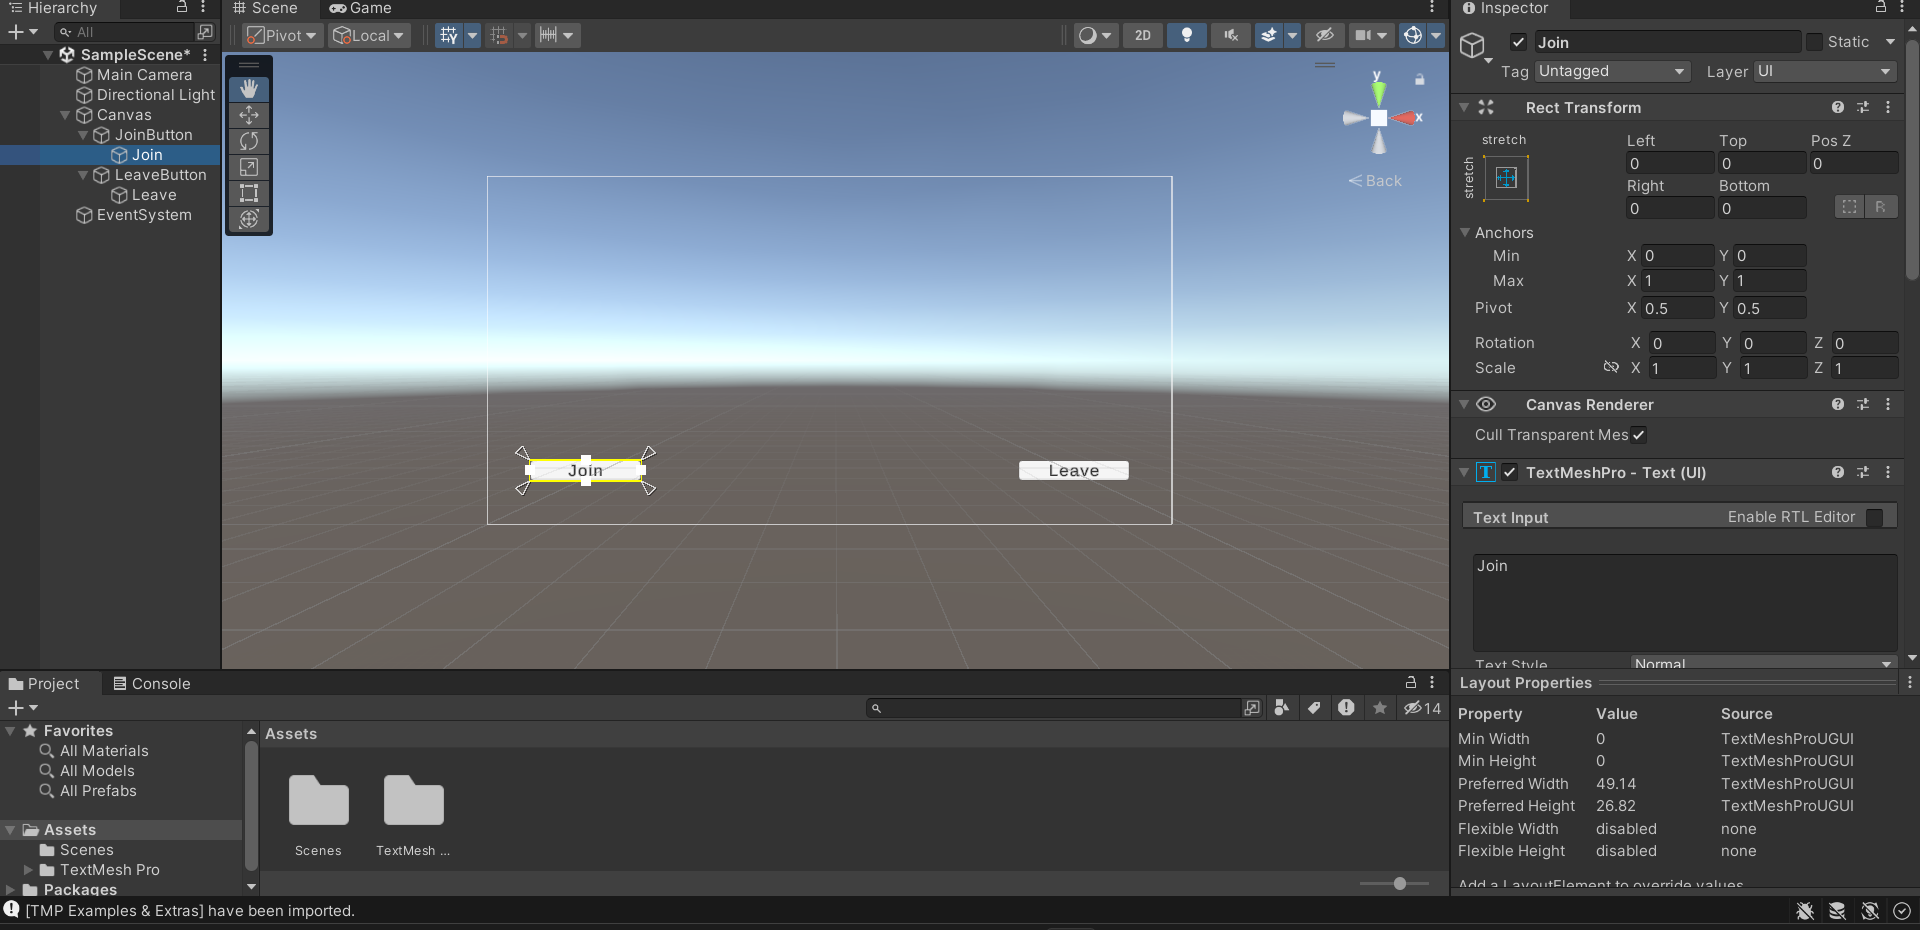 Hierarchy
All
SampleScene*
Main Camera
Directional Light
Canvas
JoinButton
Join
LeaveButton
Leave
EventSystem
Scene
Game
Pivot
Local
2D
y
x
Back
Join
Leave
Inspector
Join
Static
Tag Untagged Layer UI
Rect Transform
stretch
stretch
Left Top Pos Z
0 0 0
Right Bottom
0 0
R
Anchors
Min X 0 Y 0
Max X 1 Y 1
Pivot X 0.5 Y 0.5
Rotation X 0 Y 0 Z 0
Scale X 1 Y 1 Z 1
Canvas Renderer
Cull Transparent Mes
TextMeshPro - Text (UI)
Text Input Enable RTL Editor
Join
Text Style Normal
Layout Properties
Property Value Source
Min Width 0 TextMeshProUGUI
Min Height 0 TextMeshProUGUI
Preferred Width 49.14 TextMeshProUGUI
Preferred Height 26.82 TextMeshProUGUI
Flexible Width disabled none
Flexible Height disabled none
Add a LayoutElement to override values
Project
Console
14
Favorites
All Materials
All Models
All Prefabs
Assets
Scenes
TextMesh Pro
Packages
Assets
Scenes
TextMesh ...
[TMP Examples & Extras] have been imported.